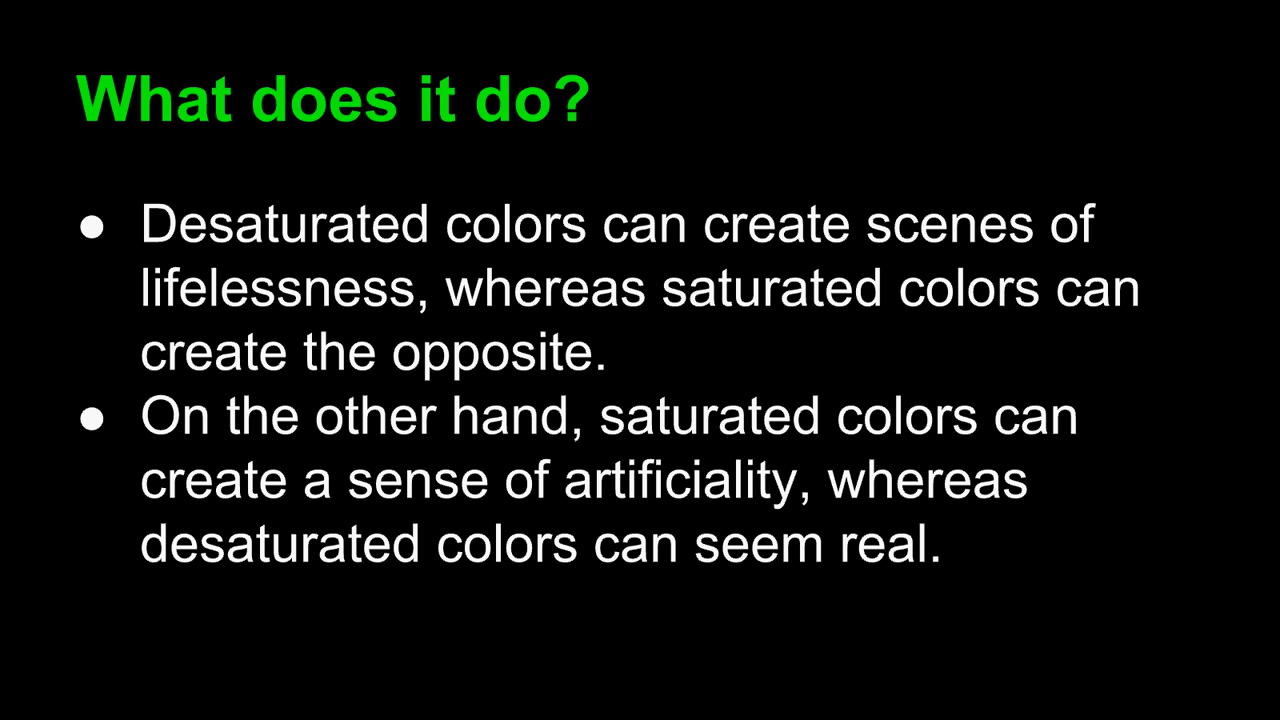 What does it do?
● Desaturated colors can create scenes of
lifelessness, whereas saturated colors can
create the opposite.
● On the other hand, saturated colors can
create a sense of artificiality, whereas
desaturated colors can seem real.